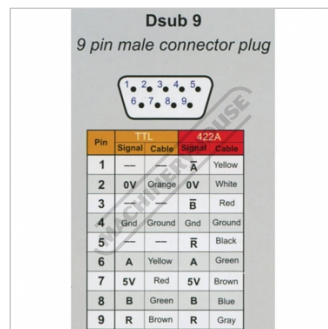 Dsub 9
9 pin male connector plug
1 2 3 4 5
6 7 8 9
Pin TTL 422A
Signal Cable Signal Cable
1 — — A̅ Yellow
2 0V Orange 0V White
3 — — B̅ Red
4 Gnd Ground Gnd Ground
5 — — R̅ Black
6 A Yellow A Green
7 5V Red 5V Brown
8 B Green B Blue
9 R Brown R Gray
MACHINERYHOUSE